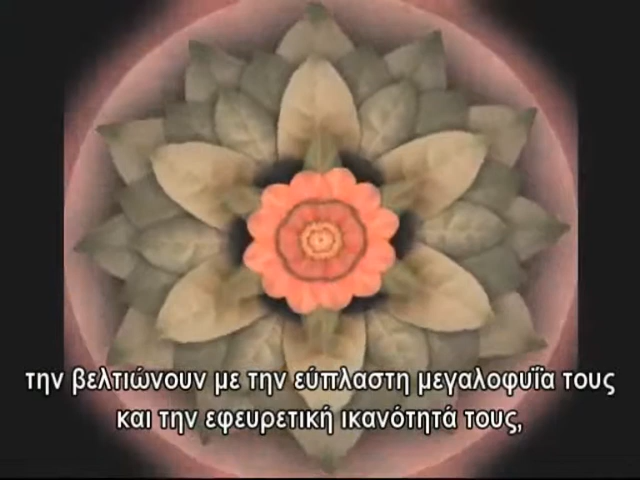 την βελτιώνουν με την εύπλαστη μεγαλοφυΐα τους
και την εφευρετική ικανότητά τους,